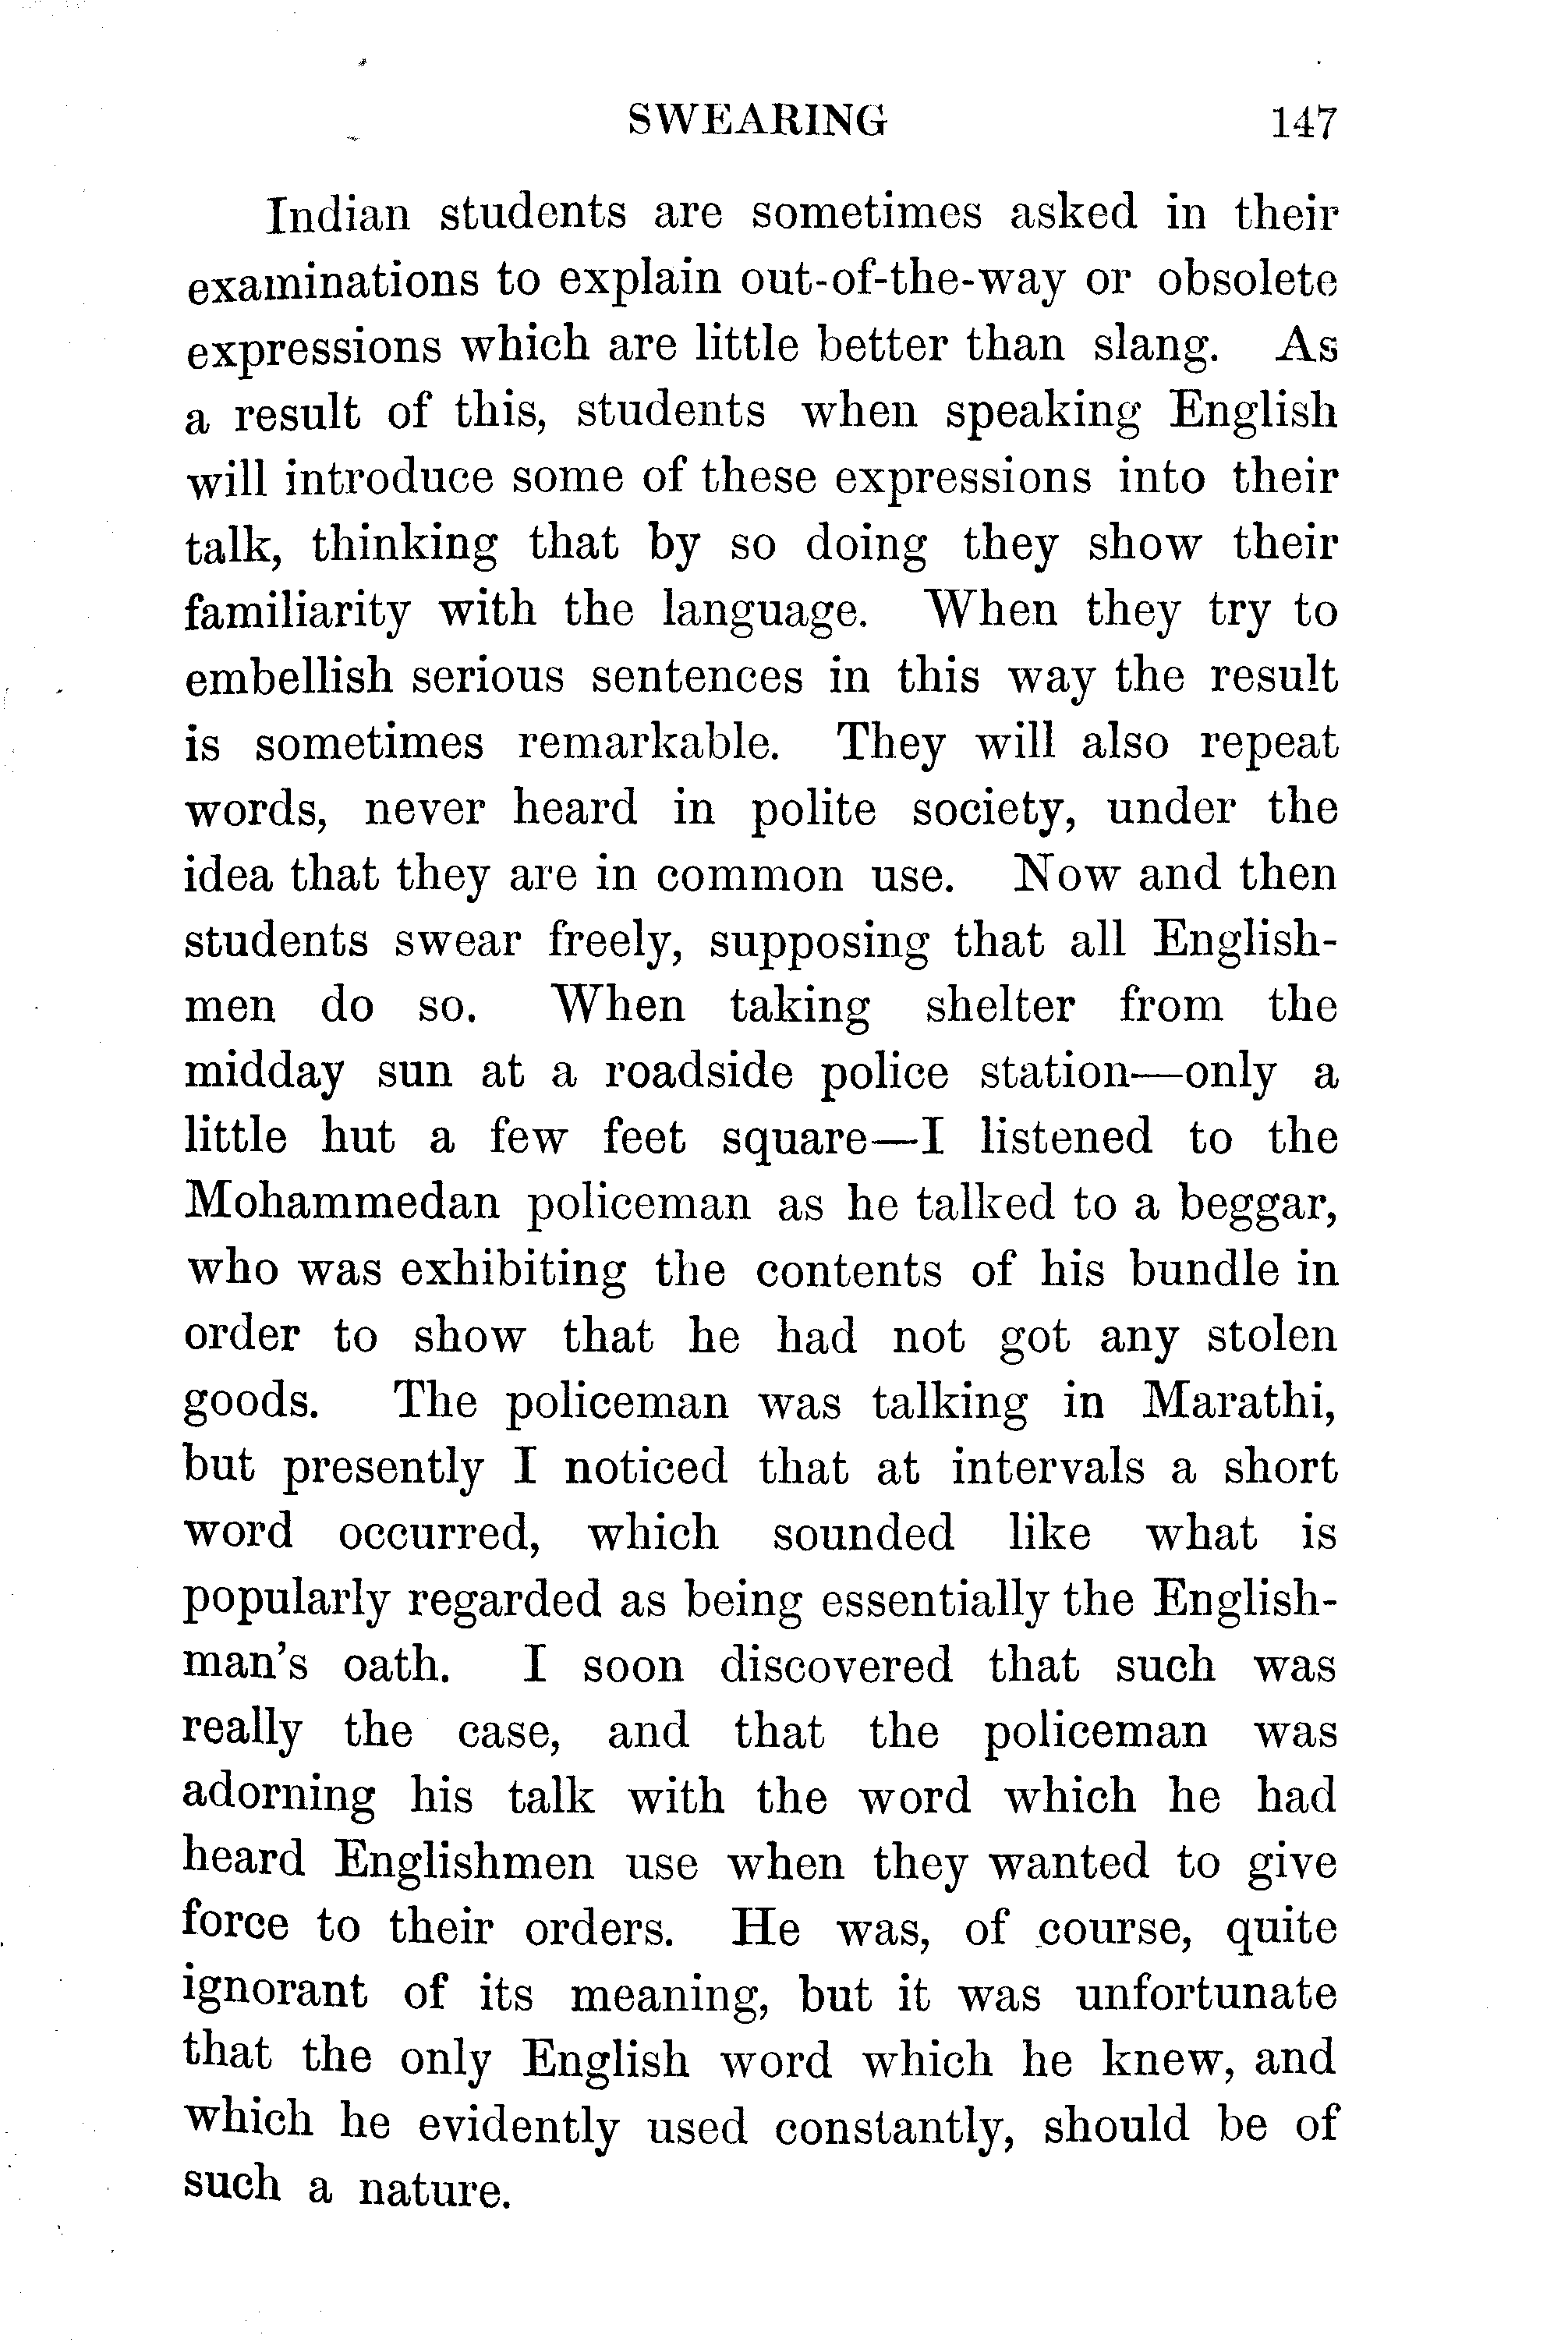 SWEARING 147
Indian students are sometimes asked in their
examinations to explain out-of-the-way or obsolete
expressions which are little better than slang. As
a result of this, students when speaking English
will introduce some of these expressions into their
talk, thinking that by so doing they show their
familiarity with the language. When they try to
embellish serious sentences in this way the result
is sometimes remarkable. They will also repeat
words, never heard in polite society, under the
idea that they are in common use. Now and then
students swear freely, supposing that all English-
men do so. When taking shelter from the
midday sun at a roadside police station—only a
little hut a few feet square—I listened to the
Mohammedan policeman as he talked to a beggar,
who was exhibiting the contents of his bundle in
order to show that he had not got any stolen
goods. The policeman was talking in Marathi,
but presently I noticed that at intervals a short
word occurred, which sounded like what is
popularly regarded as being essentially the English-
man's oath. I soon discovered that such was
really the case, and that the policeman was
adorning his talk with the word which he had
heard Englishmen use when they wanted to give
force to their orders. He was, of course, quite
ignorant of its meaning, but it was unfortunate
that the only English word which he knew, and
which he evidently used constantly, should be of
such a nature.